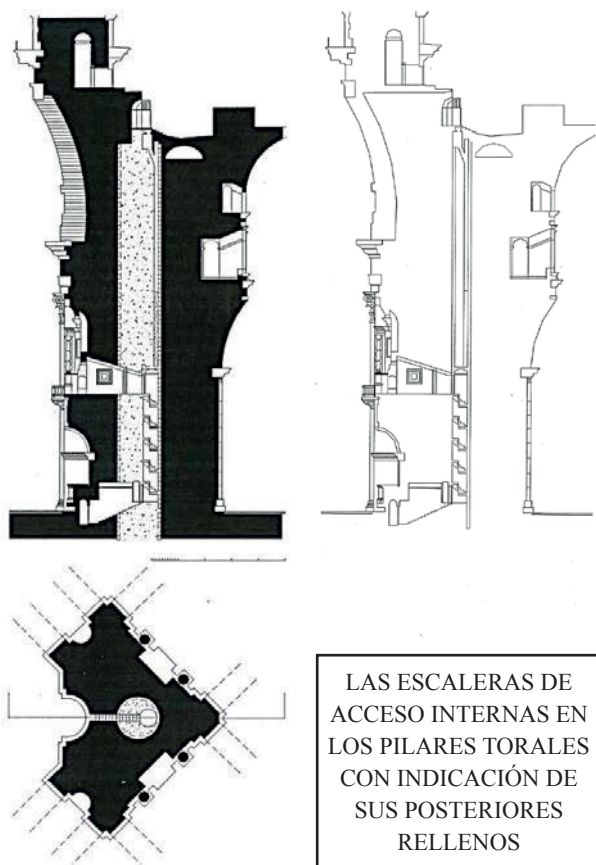 LAS ESCALERAS DE
ACCESO INTERNAS EN
LOS PILARES TORALES
CON INDICACIÓN DE
SUS POSTERIORES
RELLENOS